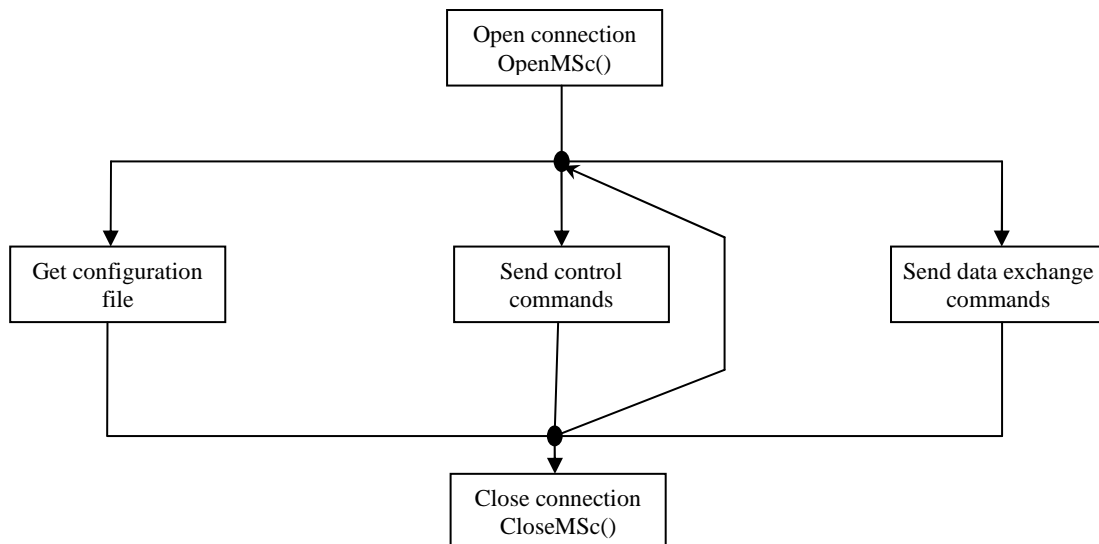 Open connection
OpenMSc()
Get configuration
file
Send control
commands
Send data exchange
commands
Close connection
CloseMSc()